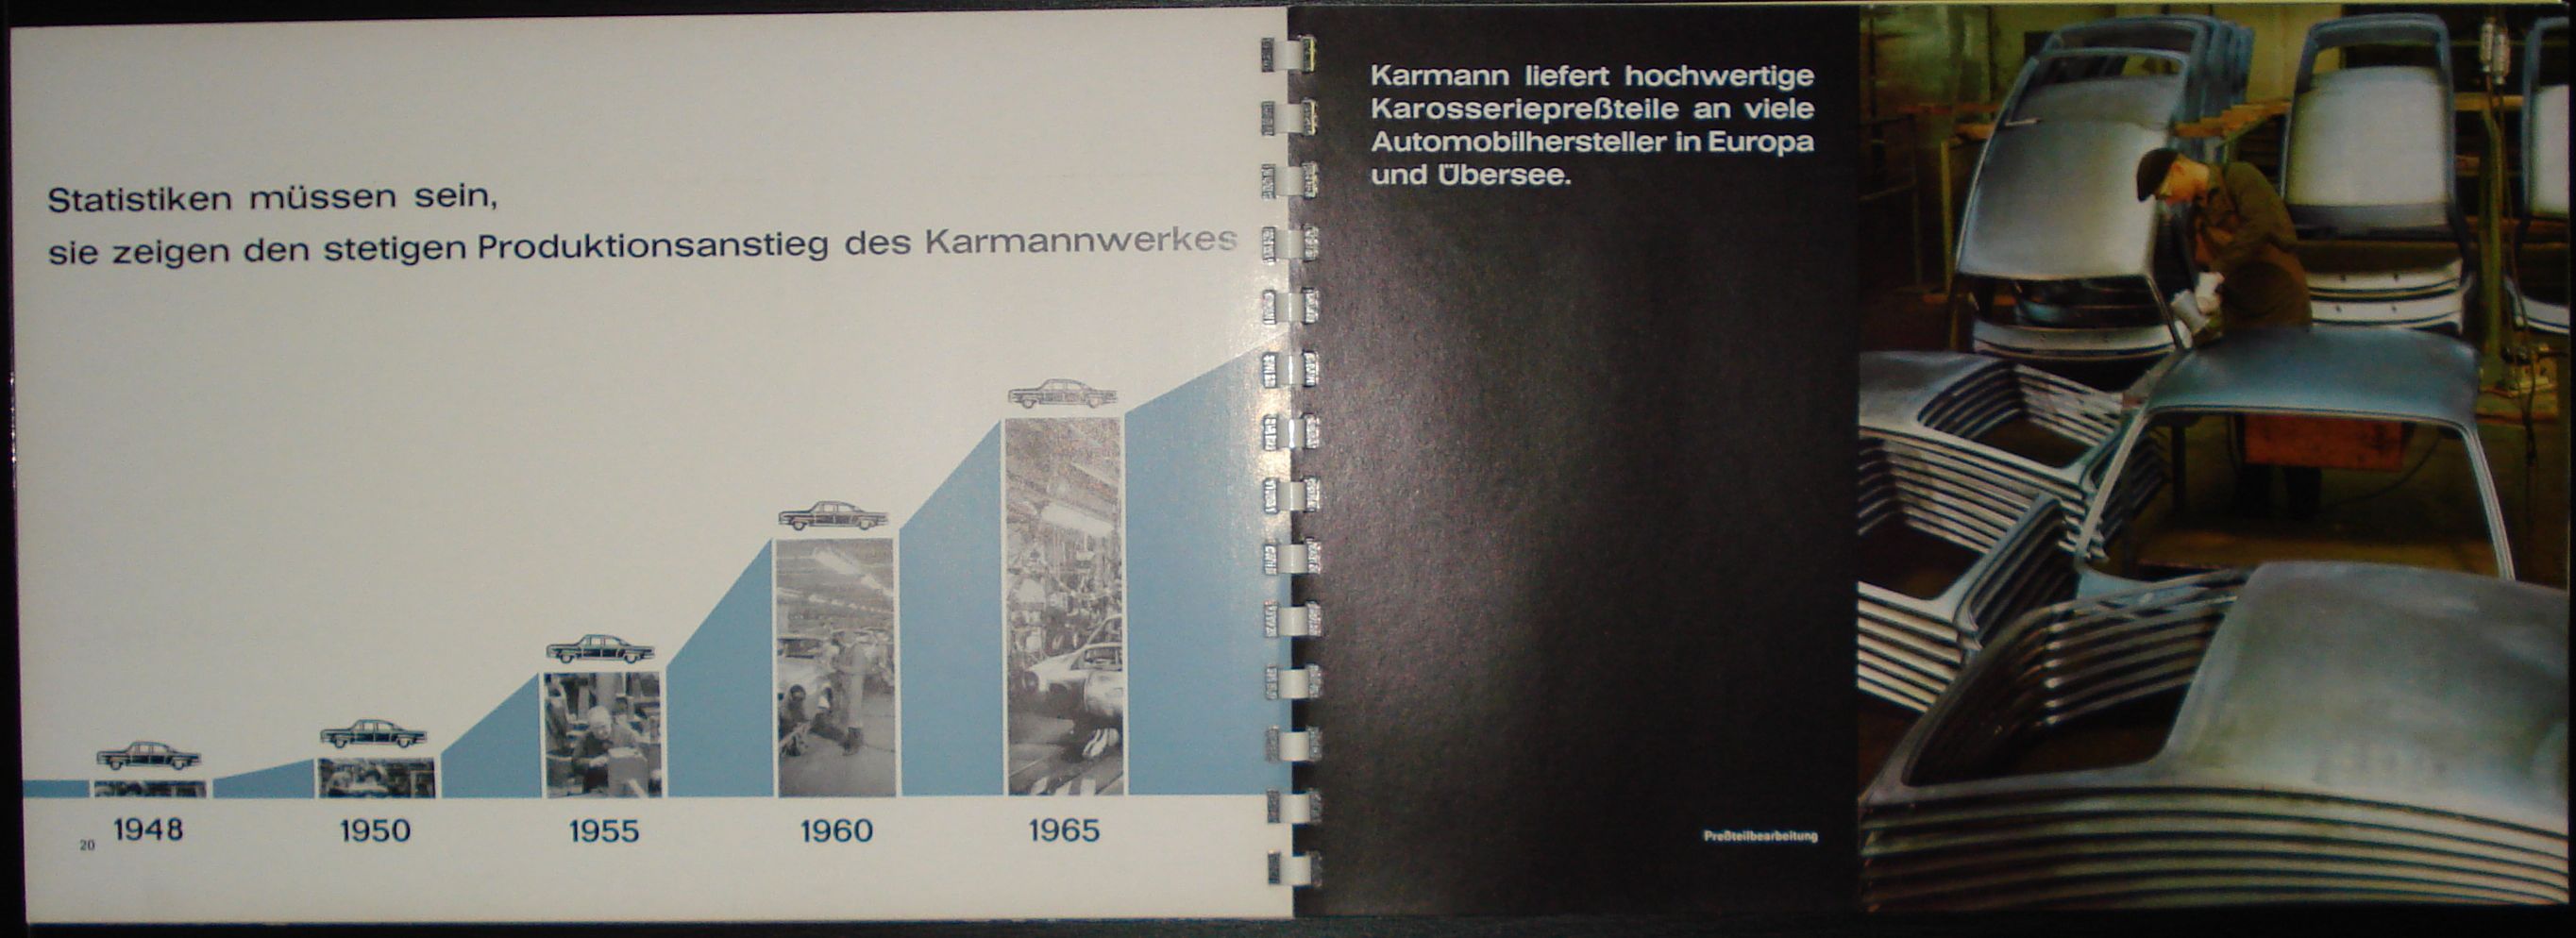 Statistiken müssen sein,
sie zeigen den stetigen Produktionsanstieg des Karmannwerkes
1948
1950
1955
1960
1965
20
Karmann liefert hochwertige
Karosseriepreßteile an viele
Automobilhersteller in Europa
und Übersee.
Preßteilbearbeitung